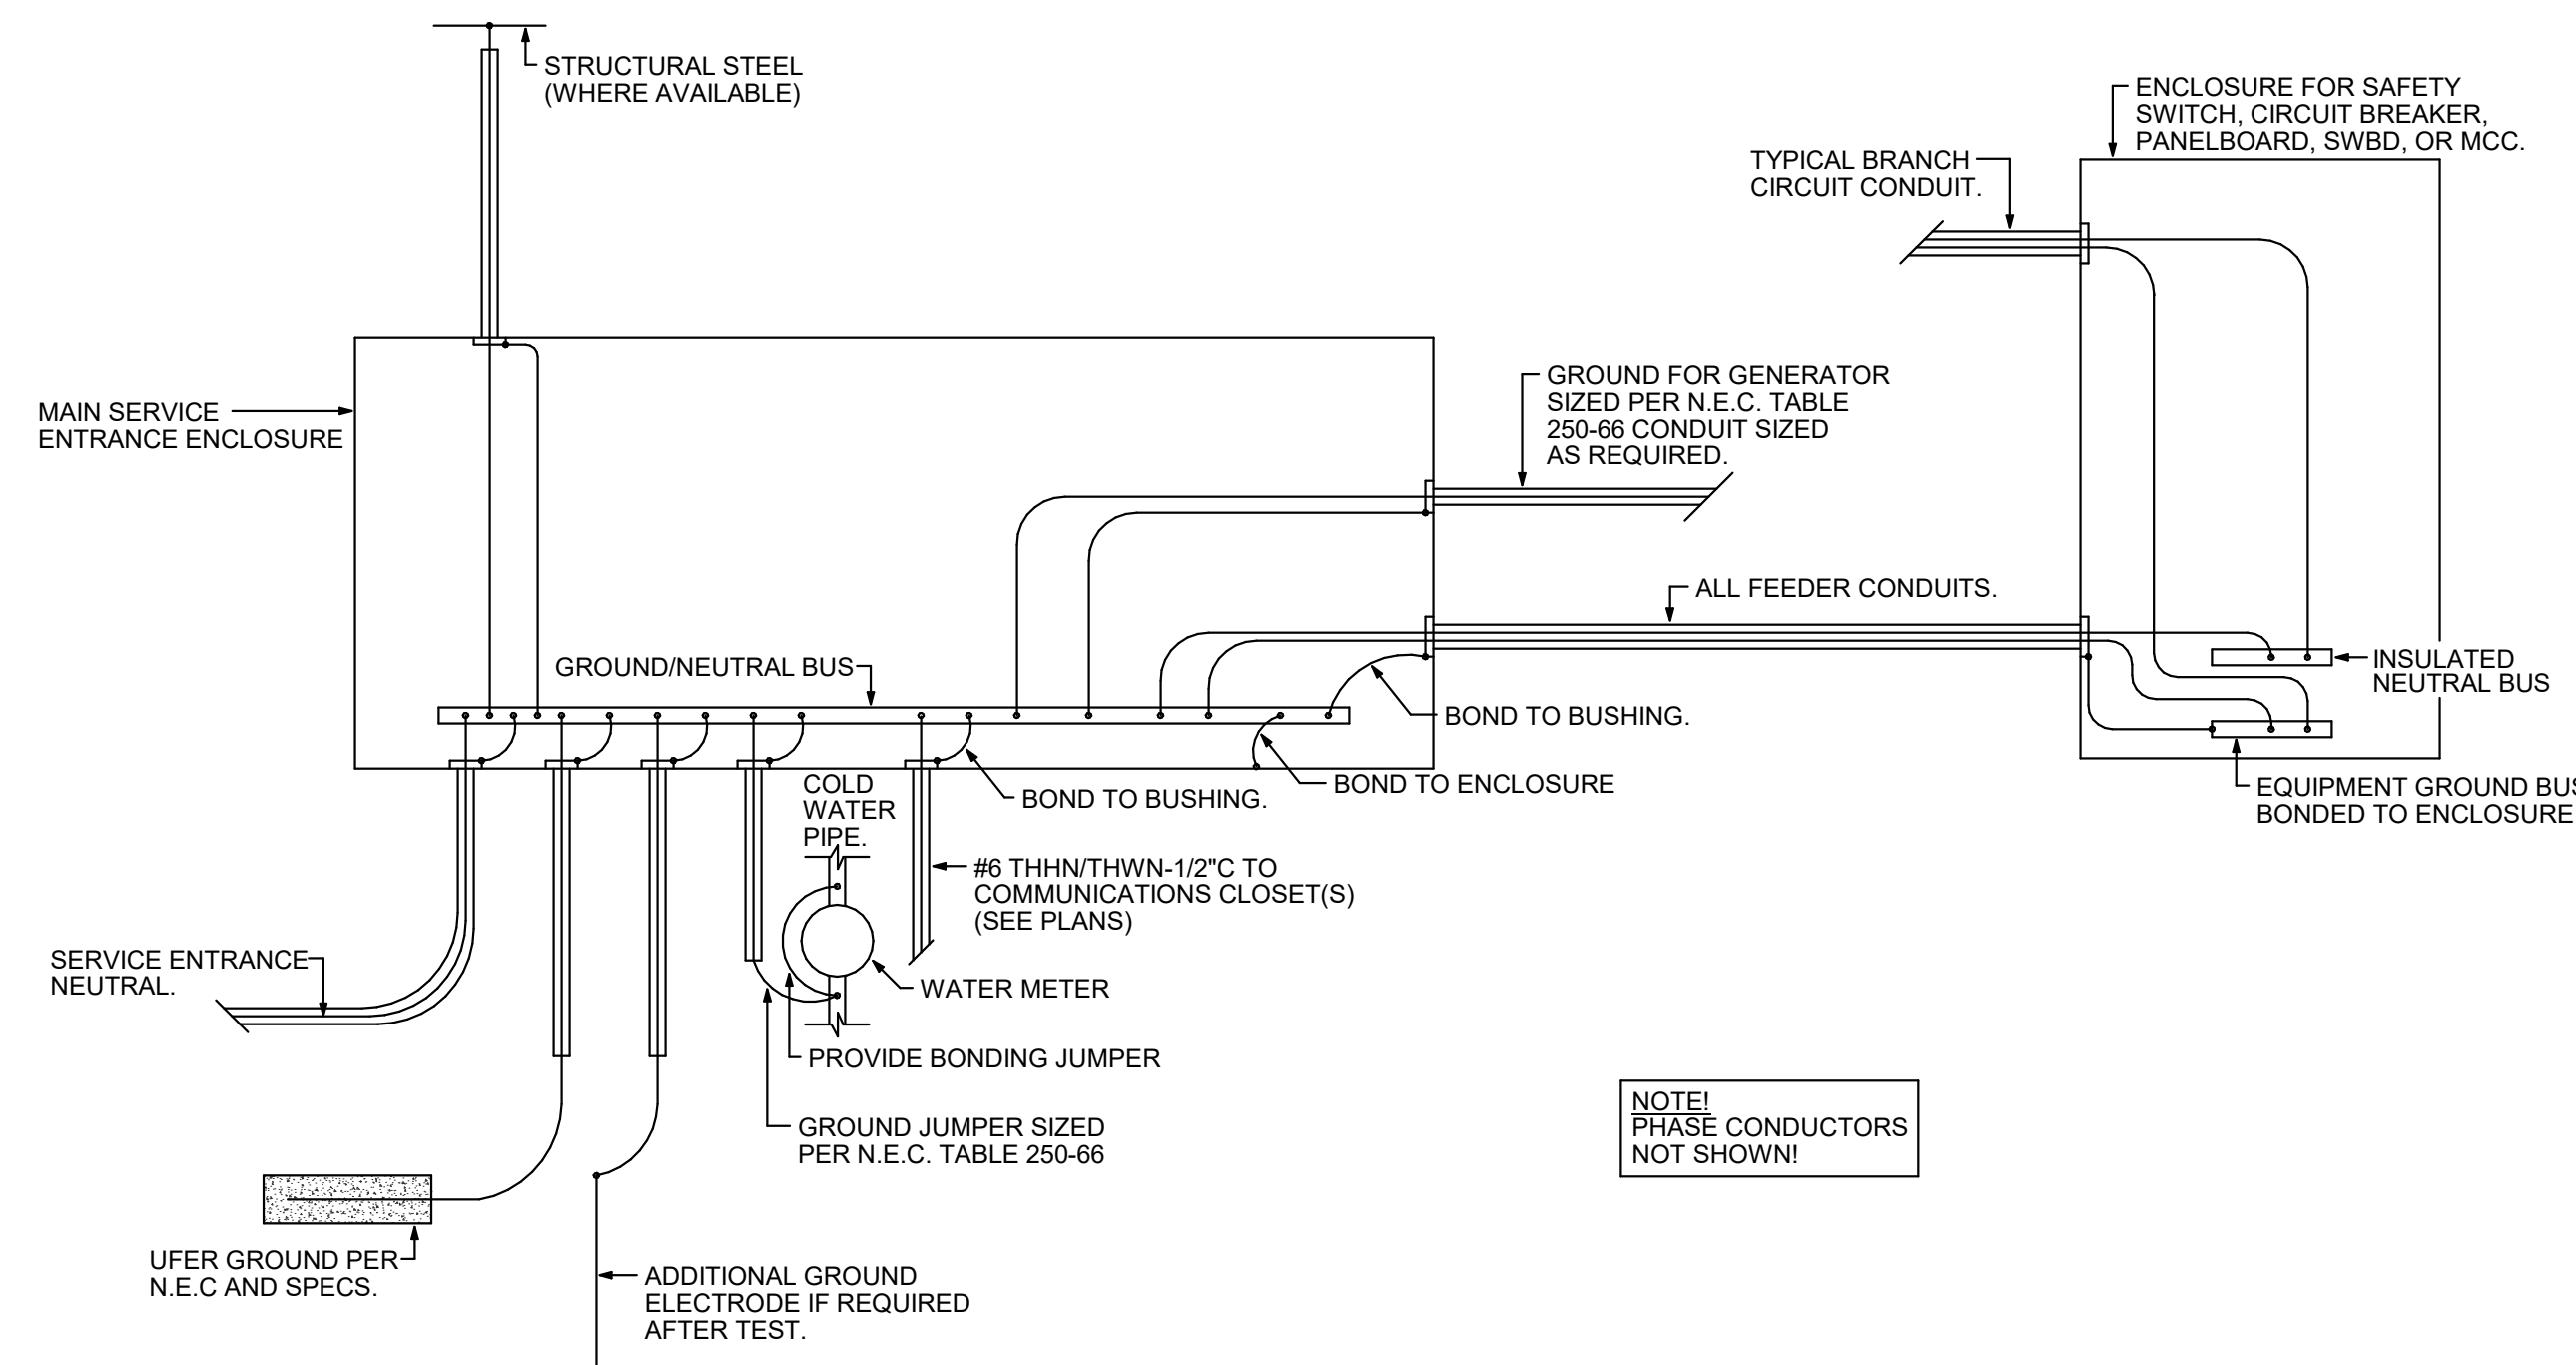 STRUCTURAL STEEL
(WHERE AVAILABLE)
ENCLOSURE FOR SAFETY
SWITCH, CIRCUIT BREAKER,
PANELBOARD, SWBD, OR MCC.
TYPICAL BRANCH
CIRCUIT CONDUIT.
MAIN SERVICE
ENTRANCE ENCLOSURE
GROUND FOR GENERATOR
SIZED PER N.E.C. TABLE
250-66 CONDUIT SIZED
AS REQUIRED.
ALL FEEDER CONDUITS.
GROUND/NEUTRAL BUS
INSULATED
NEUTRAL BUS
BOND TO BUSHING.
BOND TO ENCLOSURE
BOND TO BUSHING.
EQUIPMENT GROUND BUS
BONDED TO ENCLOSURE
COLD
WATER
PIPE.
#6 THHN/THWN-1/2"C TO
COMMUNICATIONS CLOSET(S)
(SEE PLANS)
SERVICE ENTRANCE
NEUTRAL.
WATER METER
PROVIDE BONDING JUMPER
GROUND JUMPER SIZED
PER N.E.C. TABLE 250-66
NOTE!
PHASE CONDUCTORS
NOT SHOWN!
UFER GROUND PER
N.E.C AND SPECS.
ADDITIONAL GROUND
ELECTRODE IF REQUIRED
AFTER TEST.